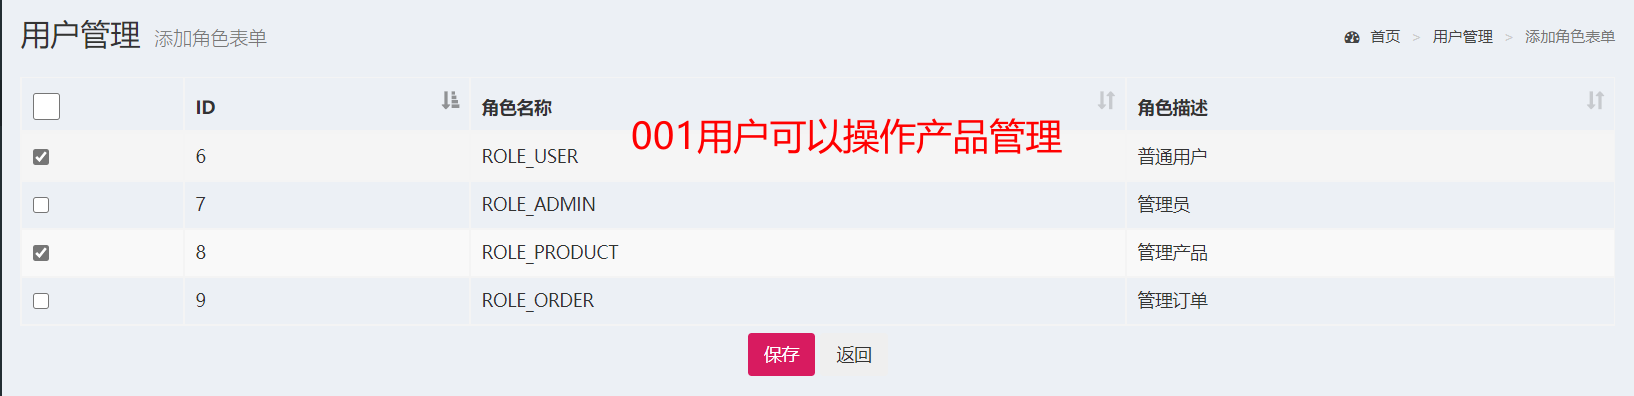 用户管理 添加角色表单
首页 > 用户管理 > 添加角色表单
ID 角色名称 角色描述
001用户可以操作产品管理
6 ROLE_USER 普通用户
7 ROLE_ADMIN 管理员
8 ROLE_PRODUCT 管理产品
9 ROLE_ORDER 管理订单
保存 返回